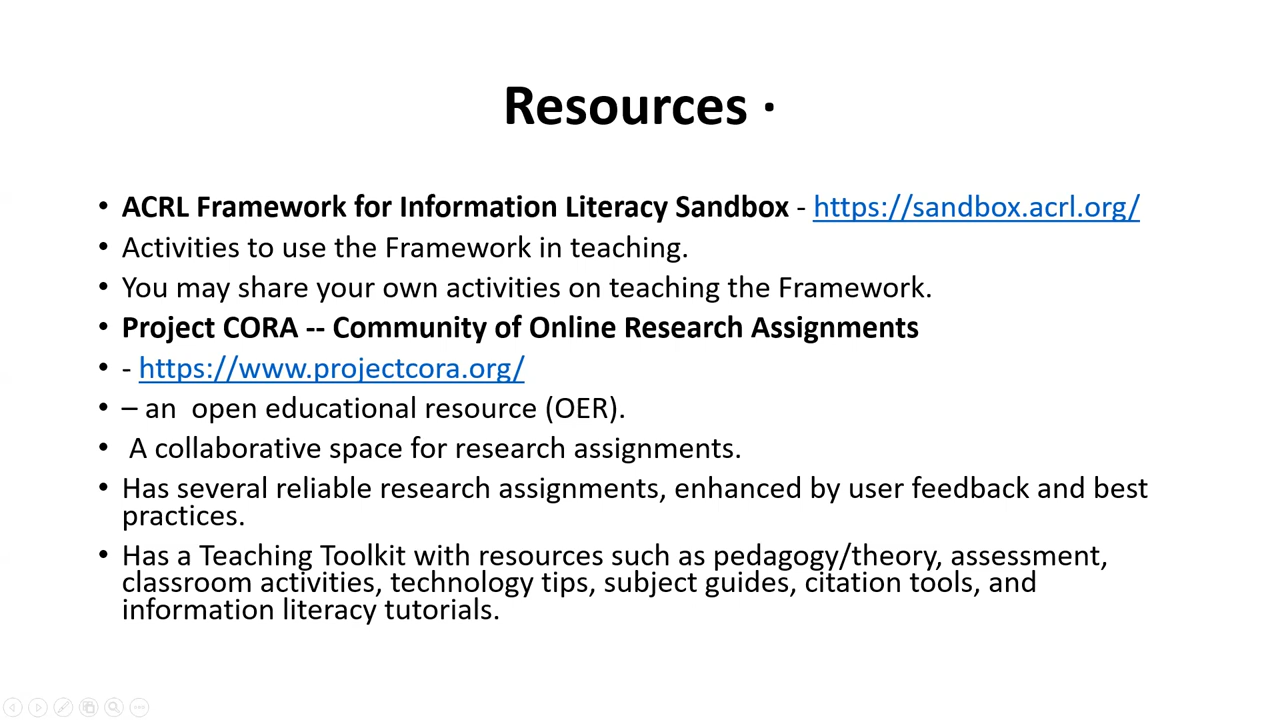 Resources ·
• ACRL Framework for Information Literacy Sandbox - https://sandbox.acrl.org/
• Activities to use the Framework in teaching.
• You may share your own activities on teaching the Framework.
• Project CORA -- Community of Online Research Assignments
• - https://www.projectcora.org/
• – an  open educational resource (OER).
•  A collaborative space for research assignments.
• Has several reliable research assignments, enhanced by user feedback and best
practices.
• Has a Teaching Toolkit with resources such as pedagogy/theory, assessment,
classroom activities, technology tips, subject guides, citation tools, and
information literacy tutorials.